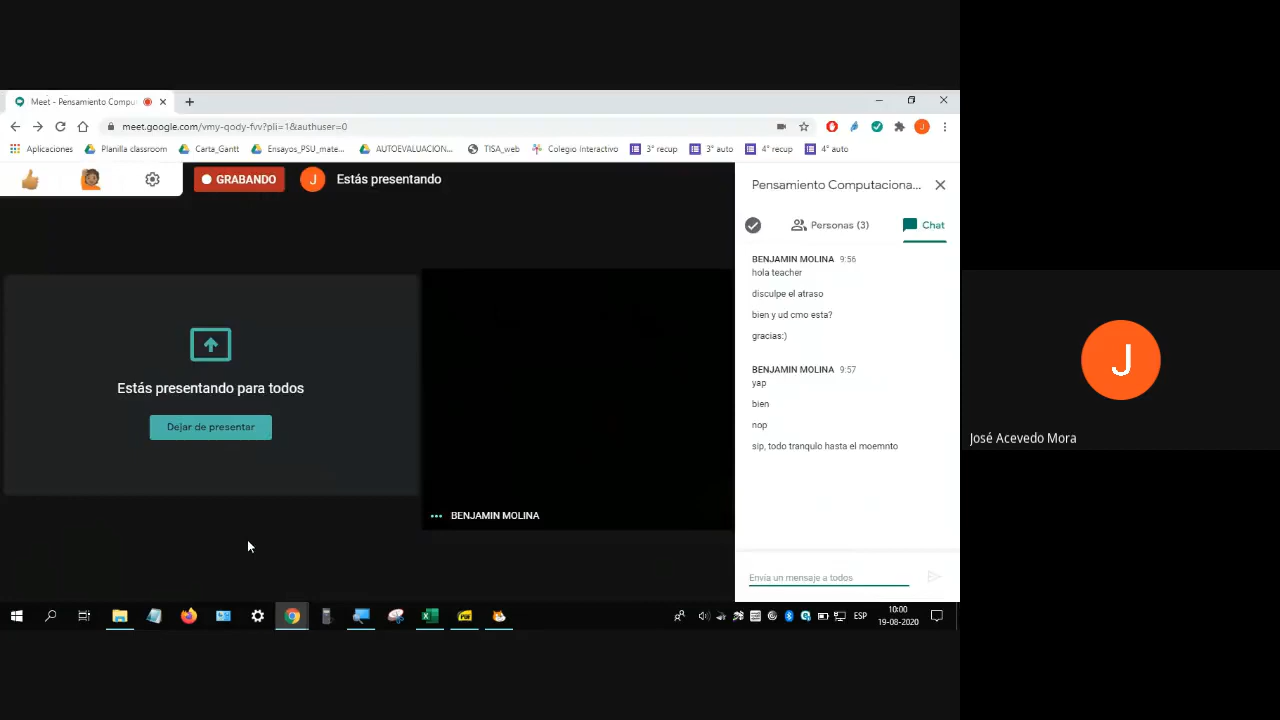 Meet - Pensamiento Compu
meet.google.com/vmy-qody-fvv?pli=1&authuser=0
J
Aplicaciones
Planilla classroom
Carta_Gantt
Ensayos_PSU_mate...
AUTOEVALUACION...
TISA_web
Colegio Interactivo
3° recup
3° auto
4° recup
4° auto
GRABANDO
J
Estás presentando
Pensamiento Computaciona...
Personas (3)
Chat
BENJAMIN MOLINA 9:56
hola teacher
disculpe el atraso
bien y ud cmo esta?
gracias:)
BENJAMIN MOLINA 9:57
yap
bien
nop
sip, todo tranqulo hasta el moemnto
Estás presentando para todos
Dejar de presentar
BENJAMIN MOLINA
Envía un mensaje a todos
J
José Acevedo Mora
ESP
10:00
19-08-2020